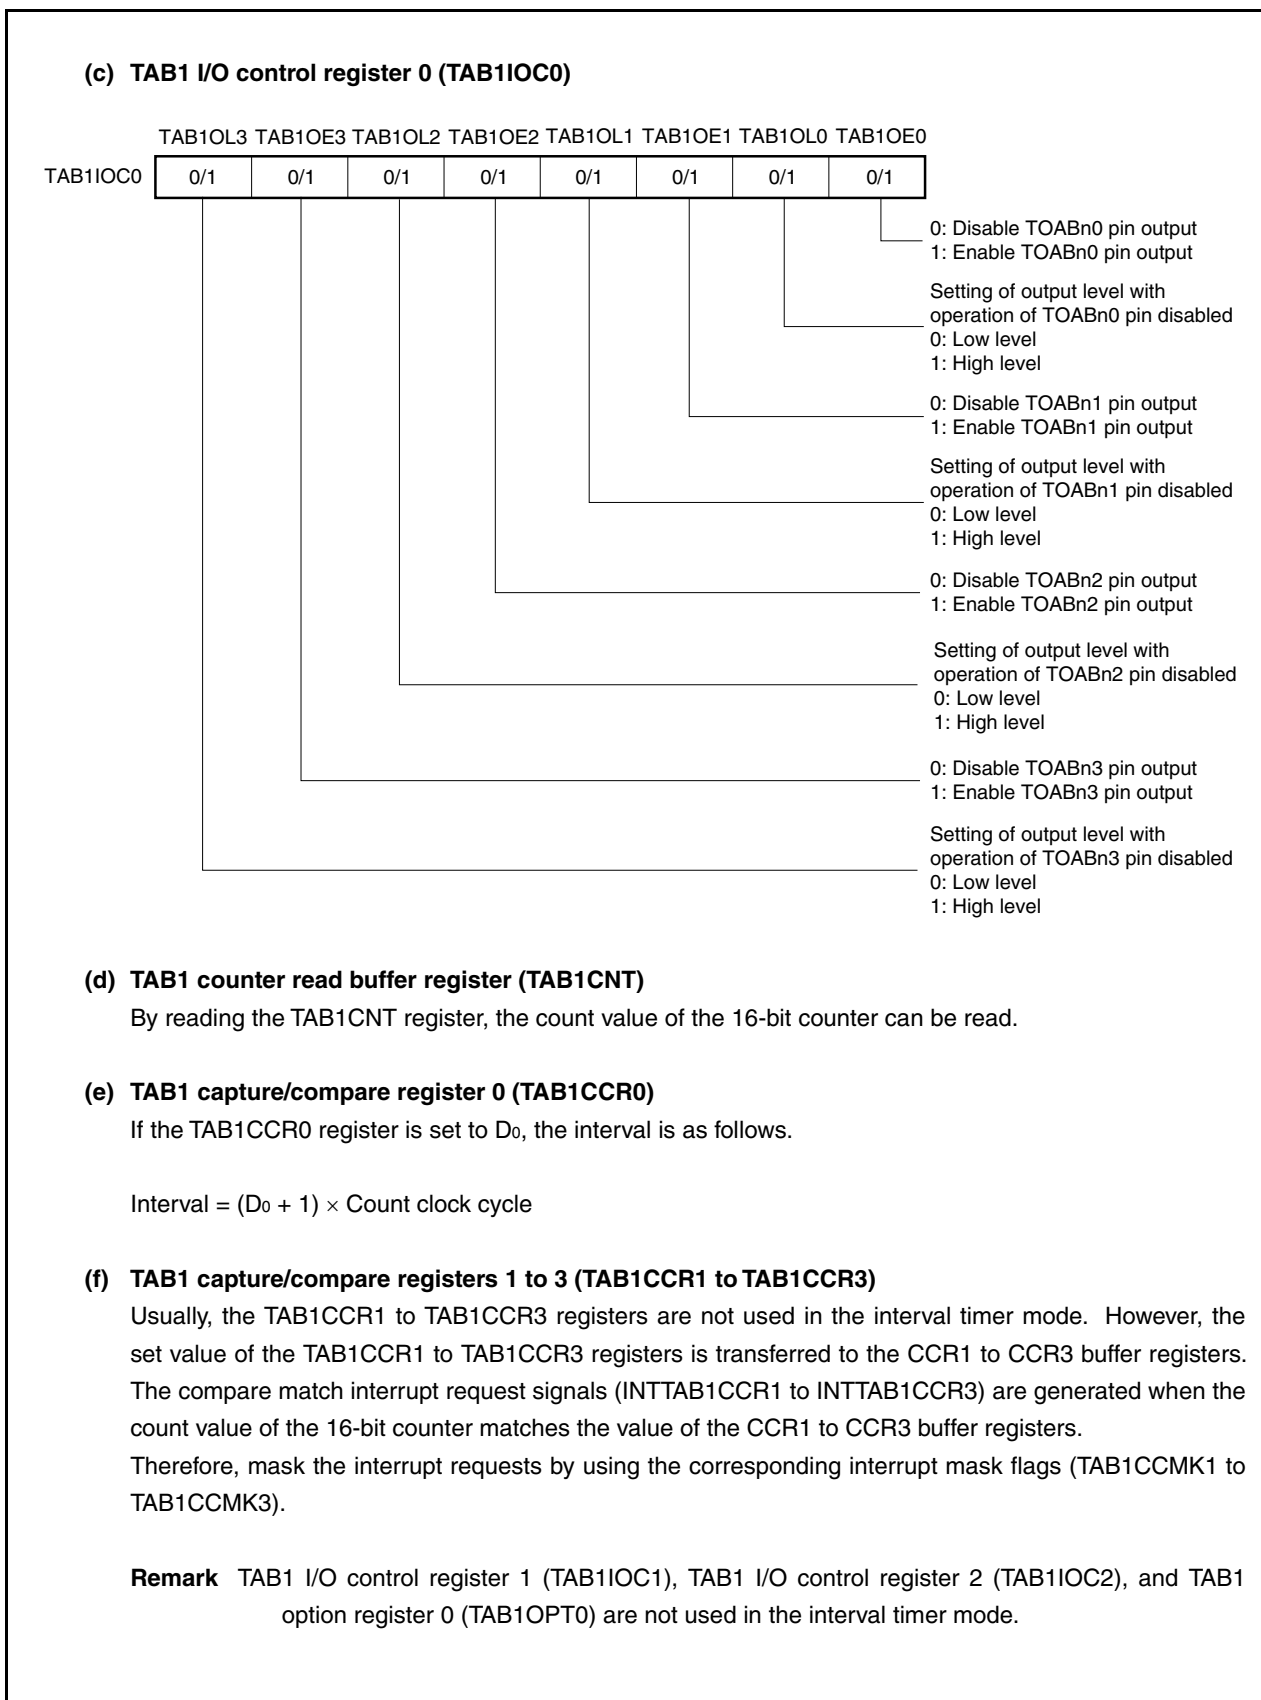 (c) TAB1 I/O control register 0 (TAB1IOC0)
TAB1OL3 TAB1OE3 TAB1OL2 TAB1OE2 TAB1OL1 TAB1OE1 TAB1OL0 TAB1OE0
TAB1IOC0 0/1 0/1 0/1 0/1 0/1 0/1 0/1 0/1
0: Disable TOABn0 pin output
1: Enable TOABn0 pin output
Setting of output level with
operation of TOABn0 pin disabled
0: Low level
1: High level
0: Disable TOABn1 pin output
1: Enable TOABn1 pin output
Setting of output level with
operation of TOABn1 pin disabled
0: Low level
1: High level
0: Disable TOABn2 pin output
1: Enable TOABn2 pin output
Setting of output level with
operation of TOABn2 pin disabled
0: Low level
1: High level
0: Disable TOABn3 pin output
1: Enable TOABn3 pin output
Setting of output level with
operation of TOABn3 pin disabled
0: Low level
1: High level
(d) TAB1 counter read buffer register (TAB1CNT)
By reading the TAB1CNT register, the count value of the 16-bit counter can be read.
(e) TAB1 capture/compare register 0 (TAB1CCR0)
If the TAB1CCR0 register is set to D0, the interval is as follows.
Interval = (D0 + 1) × Count clock cycle
(f) TAB1 capture/compare registers 1 to 3 (TAB1CCR1 to TAB1CCR3)
Usually, the TAB1CCR1 to TAB1CCR3 registers are not used in the interval timer mode. However, the
set value of the TAB1CCR1 to TAB1CCR3 registers is transferred to the CCR1 to CCR3 buffer registers.
The compare match interrupt request signals (INTTAB1CCR1 to INTTAB1CCR3) are generated when the
count value of the 16-bit counter matches the value of the CCR1 to CCR3 buffer registers.
Therefore, mask the interrupt requests by using the corresponding interrupt mask flags (TAB1CCMK1 to
TAB1CCMK3).
Remark TAB1 I/O control register 1 (TAB1IOC1), TAB1 I/O control register 2 (TAB1IOC2), and TAB1
option register 0 (TAB1OPT0) are not used in the interval timer mode.